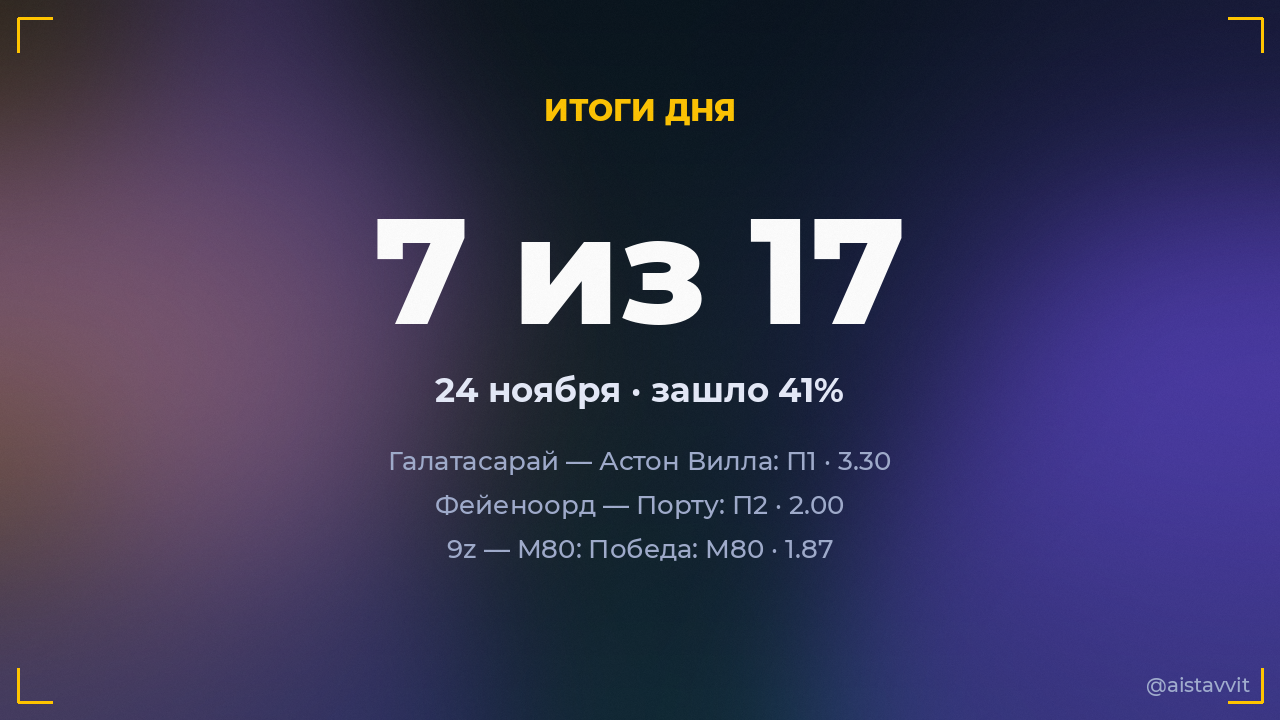 ИТОГИ ДНЯ
7 из 17
24 ноября · зашло 41%
Галатасарай — Астон Вилла: П1 · 3.30
Фейеноорд — Порту: П2 · 2.00
9z — M80: Победа: M80 · 1.87
@aistavvit